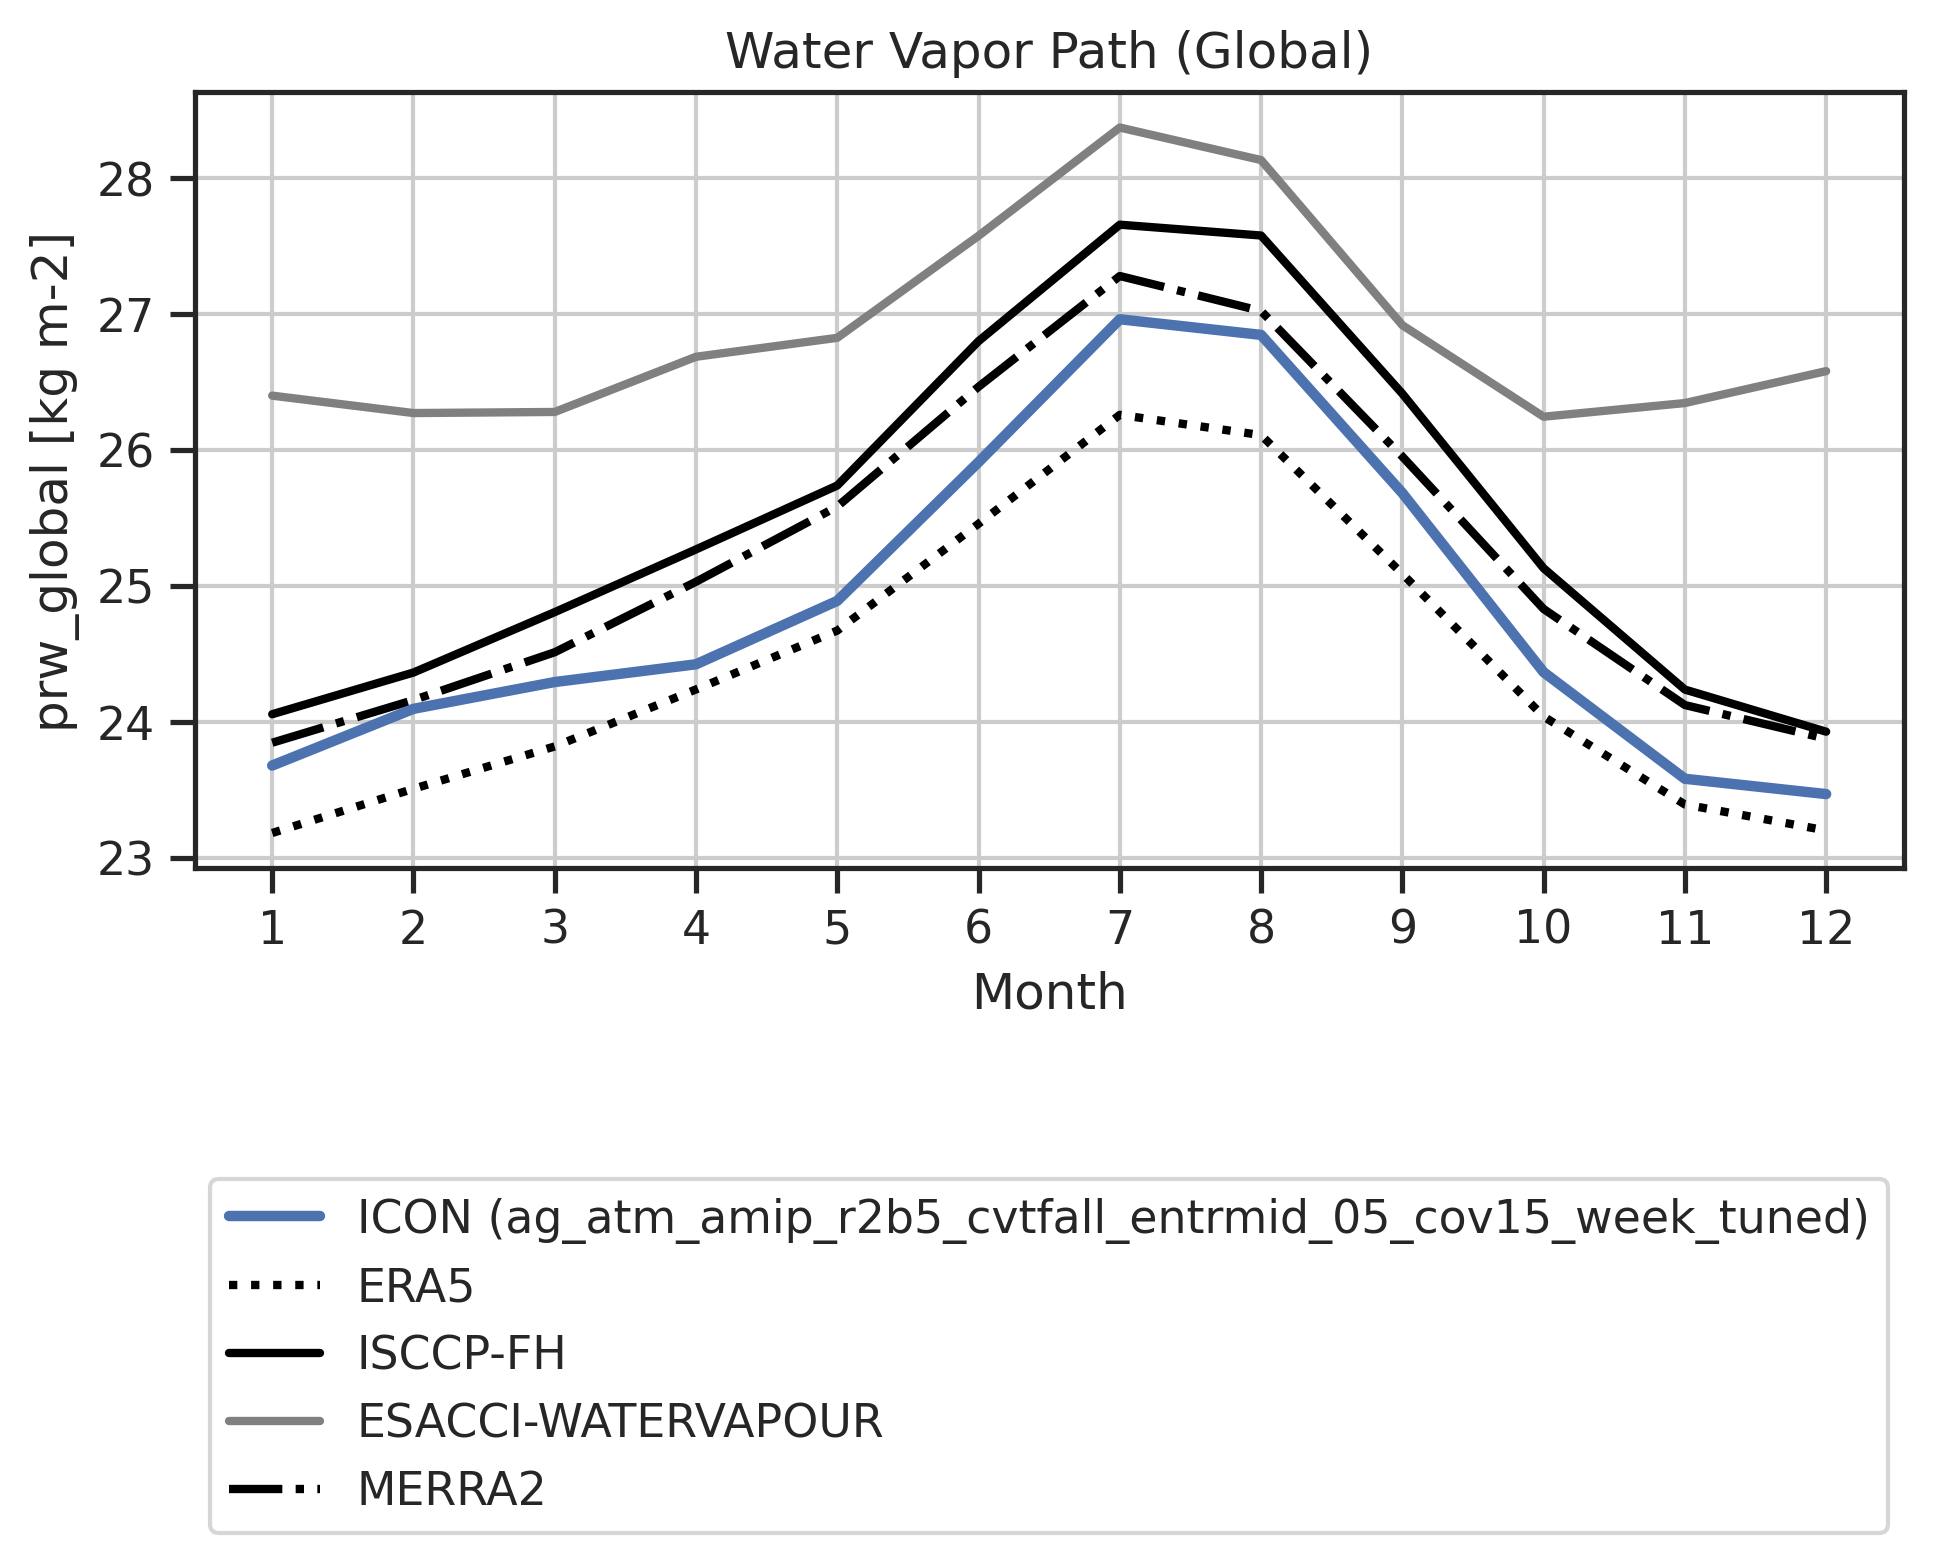 Water Vapor Path (Global)
prw_global [kg m-2]
28
27
26
25
24
23
1 2 3 4 5 6 7 8 9 10 11 12
Month
ICON (ag_atm_amip_r2b5_cvtfall_entrmid_05_cov15_week_tuned)
ERA5
ISCCP-FH
ESACCI-WATERVAPOUR
MERRA2